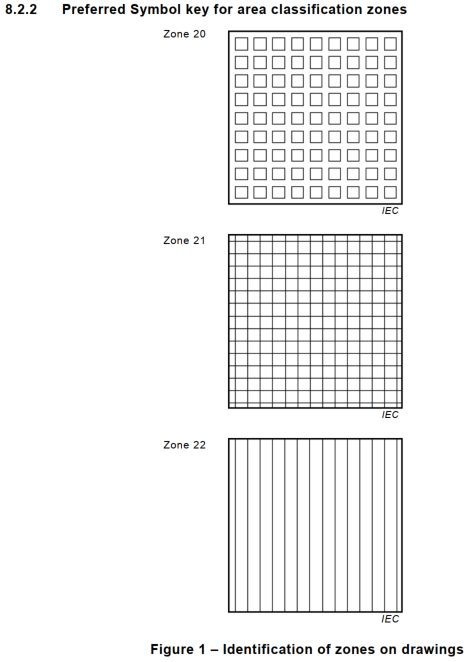 8.2.2 Preferred Symbol key for area classification zones
Zone 20
IEC
Zone 21
IEC
Zone 22
IEC
Figure 1 – Identification of zones on drawings